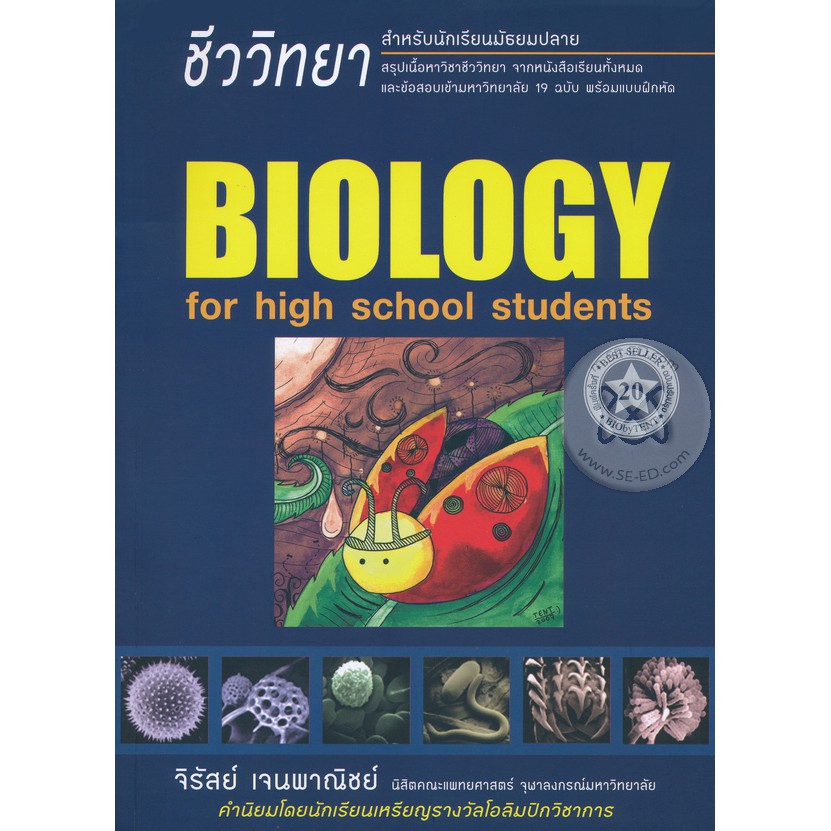 ชีววิทยา
สำหรับนักเรียนมัธยมปลาย
สรุปเนื้อหาวิชาชีววิทยา จากหนังสือเรียนทั้งหมด
และข้อสอบเข้ามหาวิทยาลัย 19 ฉบับ พร้อมแบบฝึกหัด
BIOLOGY
for high school students
BEST SELLER
20
BIObyTENT
www.SE-ED.com
TENT.J
2003
จิรัสย์ เจนพาณิชย์ นิสิตคณะแพทยศาสตร์ จุฬาลงกรณ์มหาวิทยาลัย
คำนิยมโดยนักเรียนเหรียญรางวัลโอลิมปิกวิชาการ